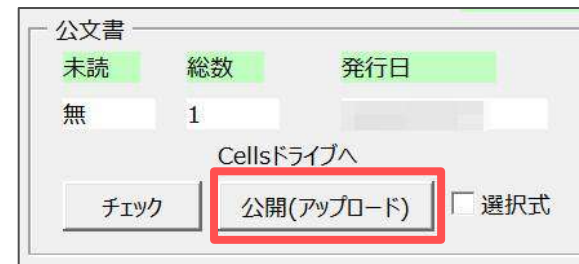 公文書
未読 総数 発行日
無 1
Cellsドライブへ
チェック 公開(アップロード) 選択式